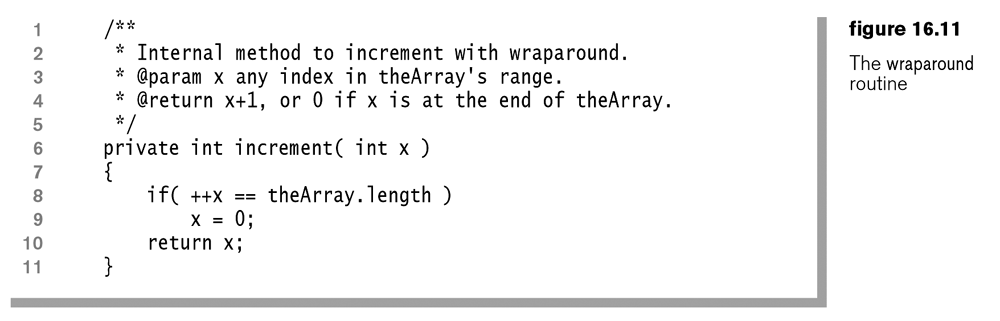 1 /**
2 * Internal method to increment with wraparound.
3 * @param x any index in theArray's range.
4 * @return x+1, or 0 if x is at the end of theArray.
5 */
6 private int increment( int x )
7 {
8 if( ++x == theArray.length )
9 x = 0;
10 return x;
11 }
figure 16.11
The wraparound
routine